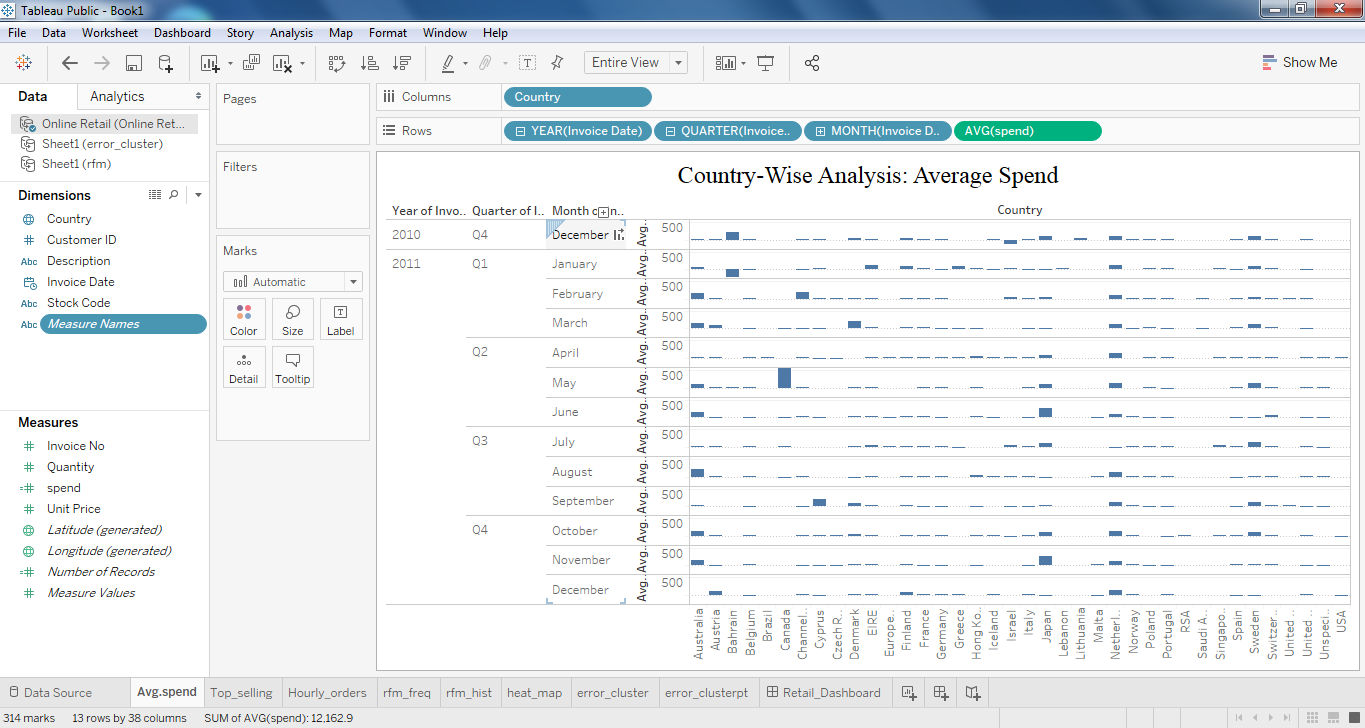 Tableau Public - Book1
File Data Worksheet Dashboard Story Analysis Map Format Window Help
Entire View
Show Me
Data Analytics
Online Retail (Online Ret...
Sheet1 (error_cluster)
Sheet1 (rfm)
Dimensions
Country
Customer ID
Abc Description
Invoice Date
Abc Stock Code
Abc Measure Names
Measures
Invoice No
Quantity
spend
Unit Price
Latitude (generated)
Longitude (generated)
Number of Records
Measure Values
Pages
Filters
Marks
Automatic
Color Size Label
Detail Tooltip
Columns Country
Rows YEAR(Invoice Date) QUARTER(Invoice.. MONTH(Invoice D.. AVG(spend)
Country-Wise Analysis: Average Spend
Year of Invo.. Quarter of I.. Month o n.. Country
2010 Q4 December Avg.. 500
2011 Q1 January Avg.. 500
February Avg.. 500
March Avg.. 500
Q2 April Avg.. 500
May Avg.. 500
June Avg.. 500
Q3 July Avg.. 500
August Avg.. 500
September Avg.. 500
Q4 October Avg.. 500
November Avg.. 500
December Avg.. 500
Australia
Austria
Bahrain
Belgium
Brazil
Canada
Channel..
Cyprus
Czech R..
Denmark
EIRE
Europe..
Finland
France
Germany
Greece
Hong Ko..
Iceland
Israel
Italy
Japan
Lebanon
Lithuania
Malta
Netherl..
Norway
Poland
Portugal
RSA
Saudi A..
Singapo..
Spain
Sweden
Switzer..
United ..
United ..
Unspeci..
USA
Data Source Avg.spend Top_selling Hourly_orders rfm_freq rfm_hist heat_map error_cluster error_clusterpt Retail_Dashboard
314 marks 13 rows by 38 columns SUM of AVG(spend): 12,162.9